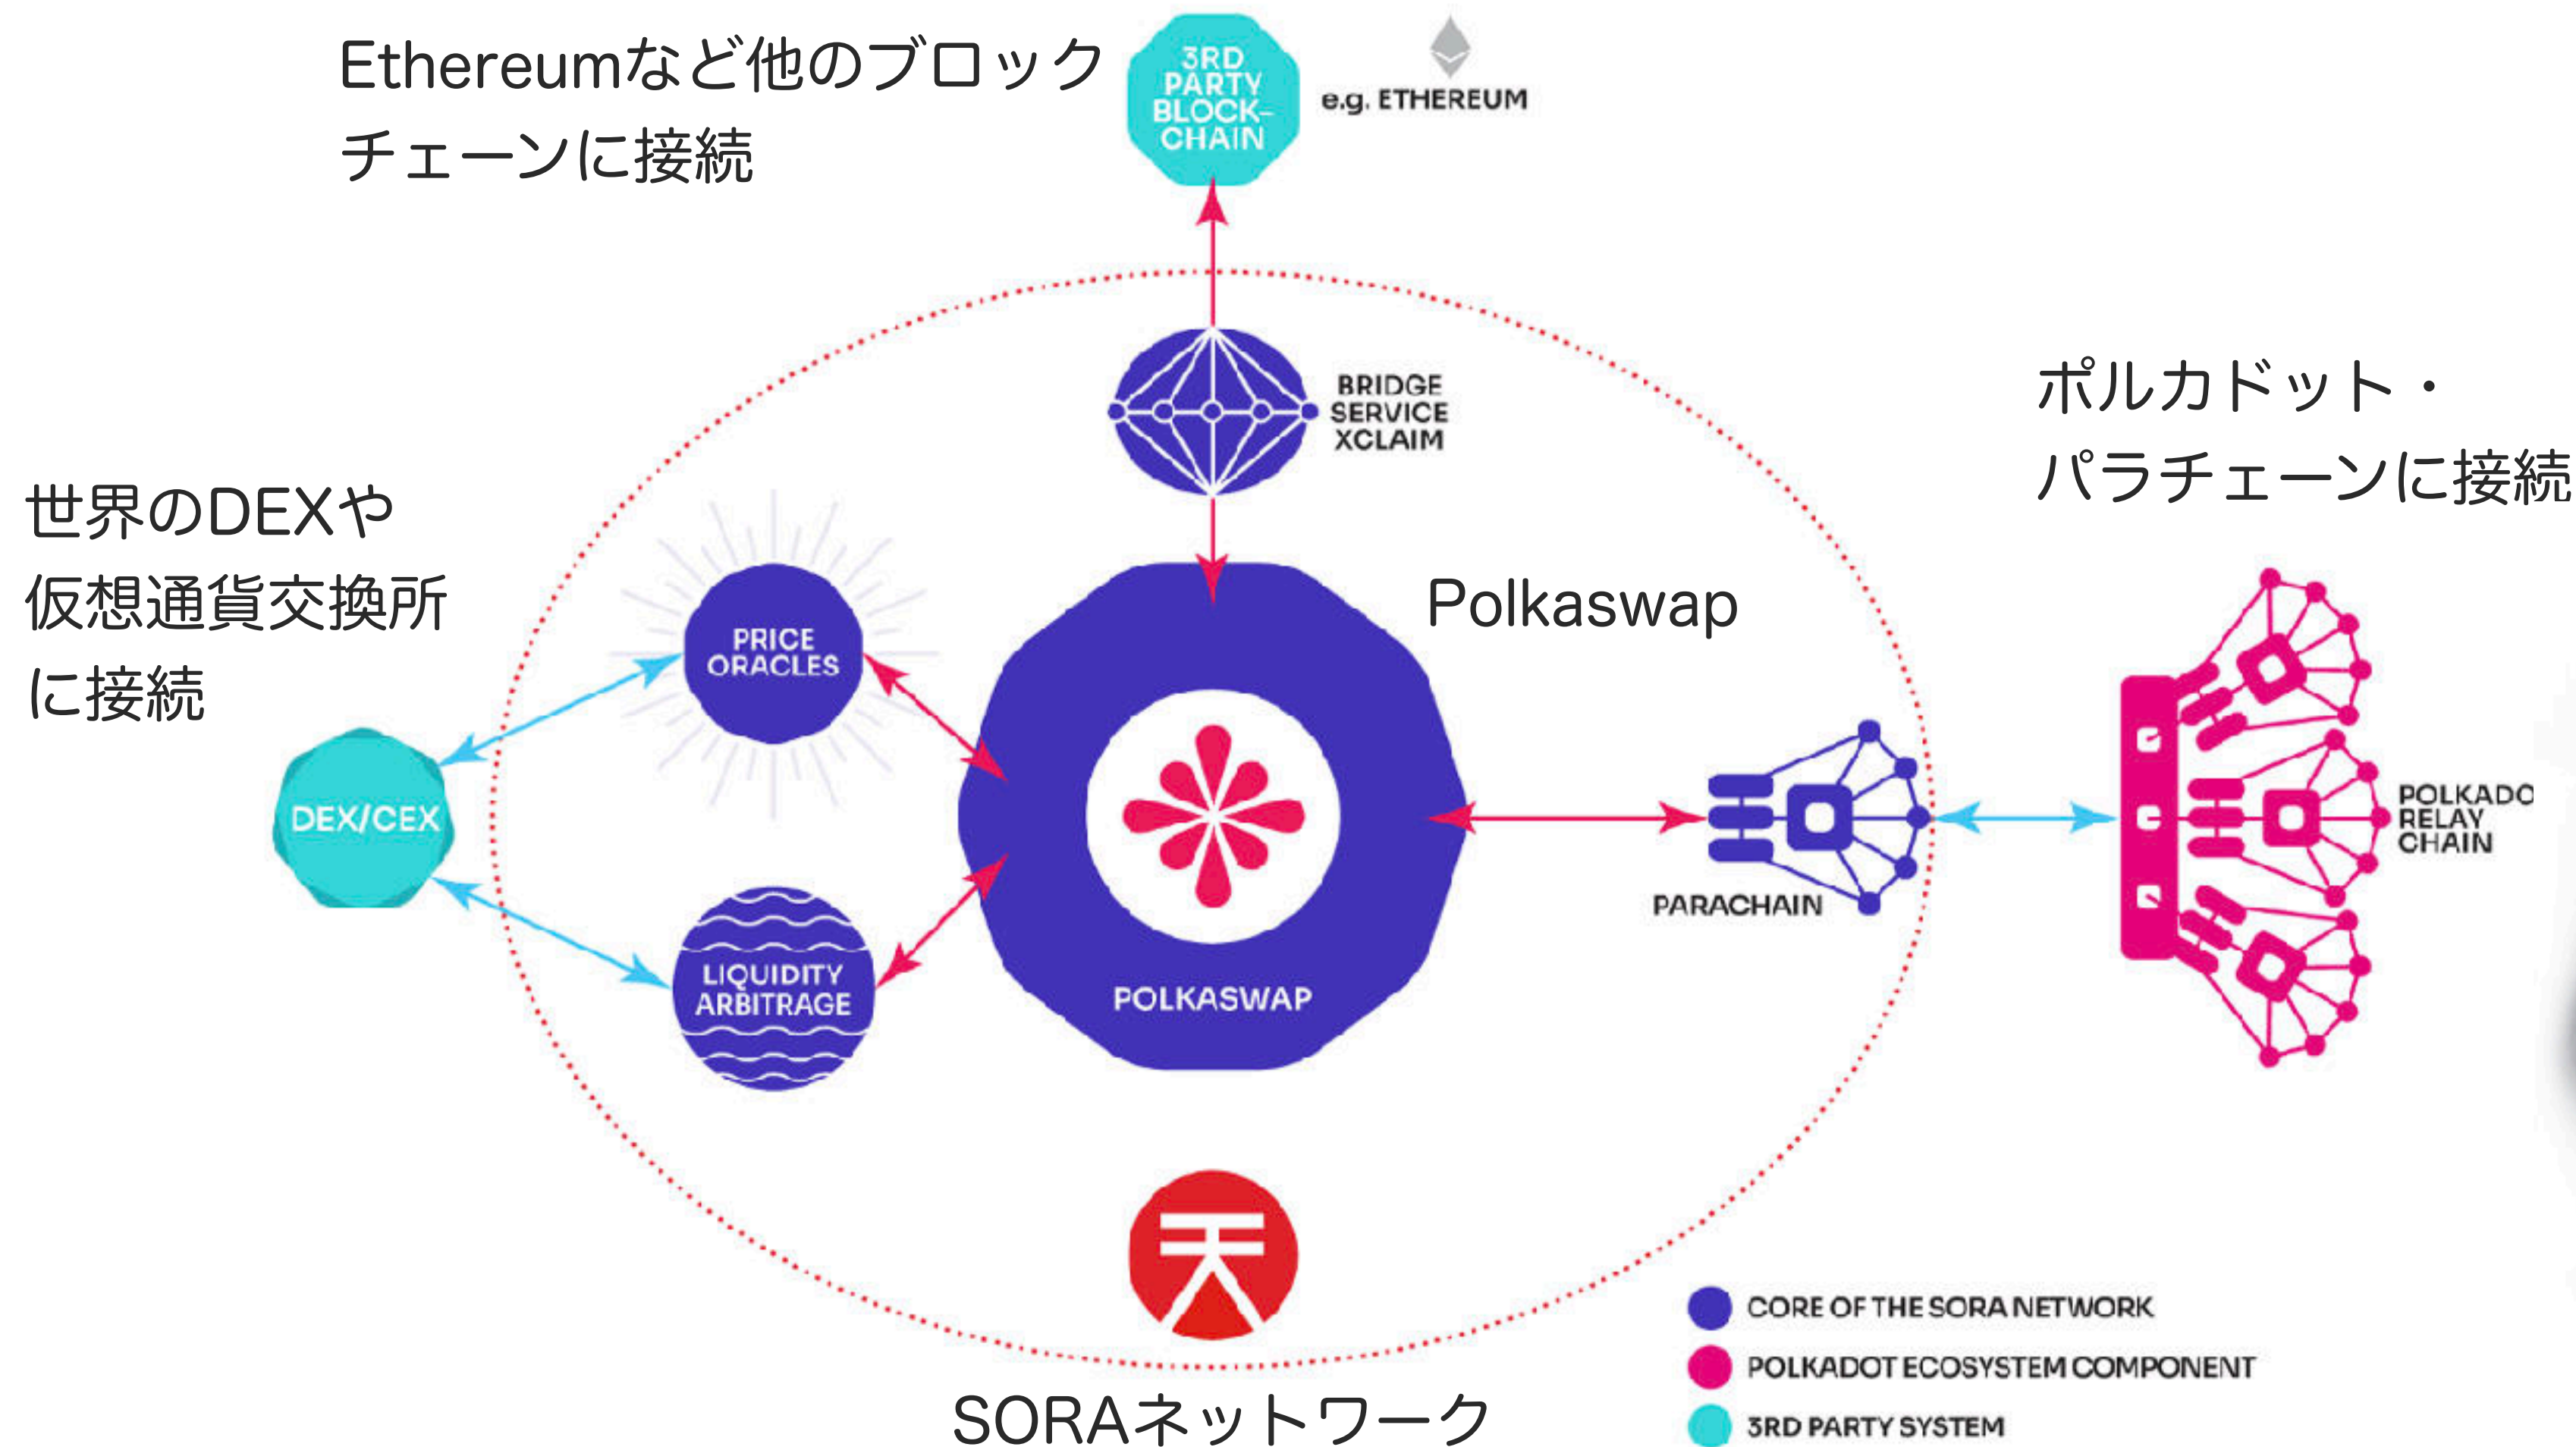 Ethereumなど他のブロック
チェーンに接続
3RD
PARTY
BLOCK-
CHAIN
e.g. ETHEREUM
BRIDGE
SERVICE
XCLAIM
ポルカドット・
パラチェーンに接続
世界のDEXや
仮想通貨交換所
に接続
PRICE
ORACLES
Polkaswap
DEX/CEX
POLKADO
RELAY
CHAIN
PARACHAIN
LIQUIDITY
ARBITRAGE
POLKASWAP
天
CORE OF THE SORA NETWORK
POLKADOT ECOSYSTEM COMPONENT
3RD PARTY SYSTEM
SORAネットワーク